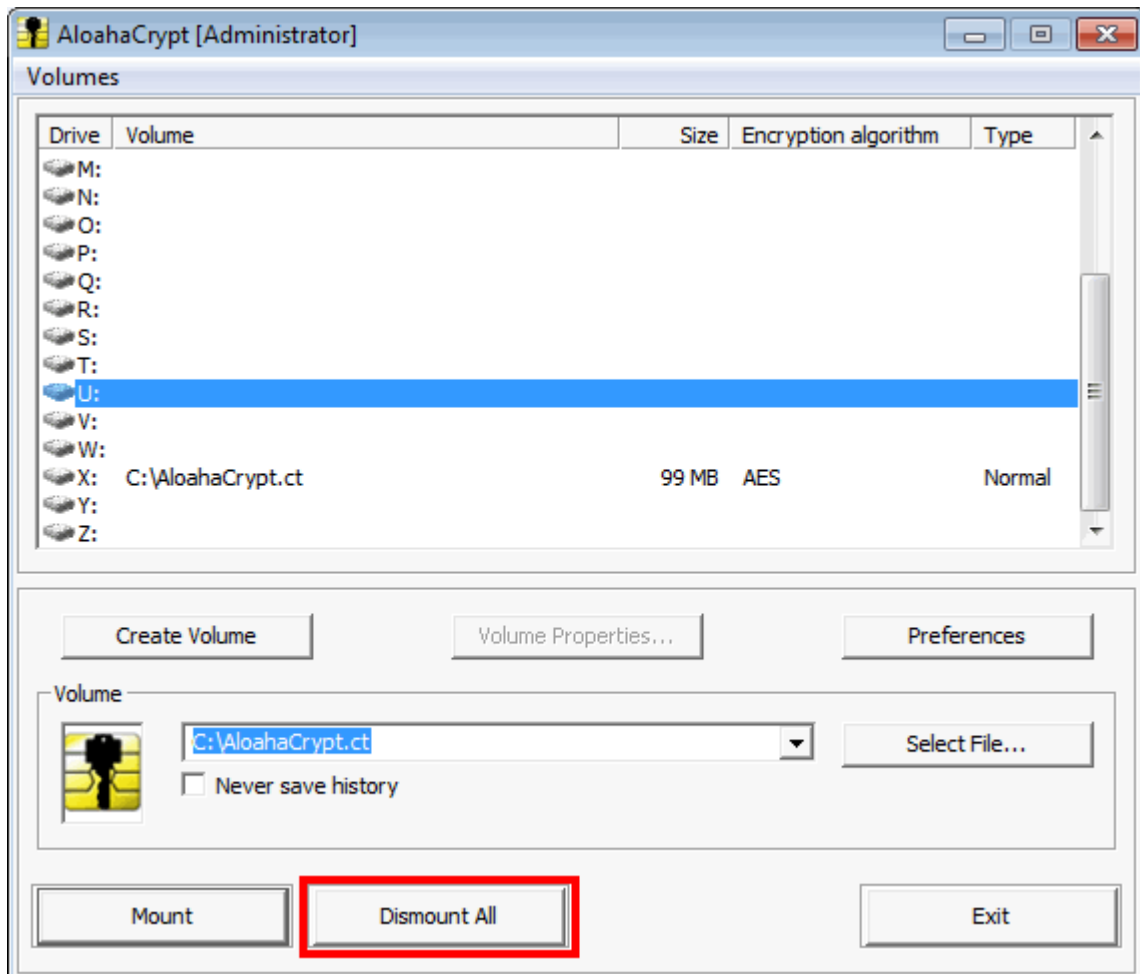 AloahaCrypt [Administrator]
Volumes
Drive Volume Size Encryption algorithm Type
M:
N:
O:
P:
Q:
R:
S:
T:
U:
V:
W:
X: C:\AloahaCrypt.ct 99 MB AES Normal
Y:
Z:
Create Volume Volume Properties... Preferences
Volume
C:\AloahaCrypt.ct Select File...
Never save history
Mount Dismount All Exit